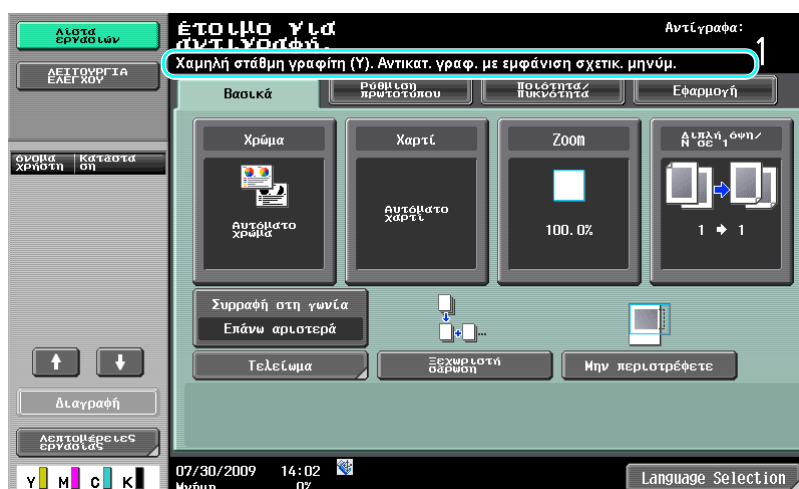 Λίστα
εργασιών
έτοιμο για
αντιγραφή.
Αντίγραφα:
1
Χαμηλή στάθμη γραφίτη (Y). Αντικατ. γραφ. με εμφάνιση σχετικ. μηνύμ.
ΛΕΙΤΟΥΡΓΙΑ
ΕΛΕΓΧΟΥ
Βασικά
Ρύθμιση
πρωτοτύπου
Ποιότητα/
πυκνότητα
Εφαρμογή
όνομα
χρήστη
Κατάστα
ση
Χρώμα
Χαρτί
Zoom
Διπλή όψη/
Ν σε 1
Αυτόματο
χρώμα
Αυτόματο
χαρτί
100.0%
1 → 1
Συρραφή στη γωνία
Επάνω αριστερά
Τελείωμα
Ξεχωριστή
σάρωση
Μην περιστρέφετε
Διαγραφή
Λεπτομέρειες
εργασίας
Y M C K
07/30/2009 14:02
Μνήμη 0%
Language Selection